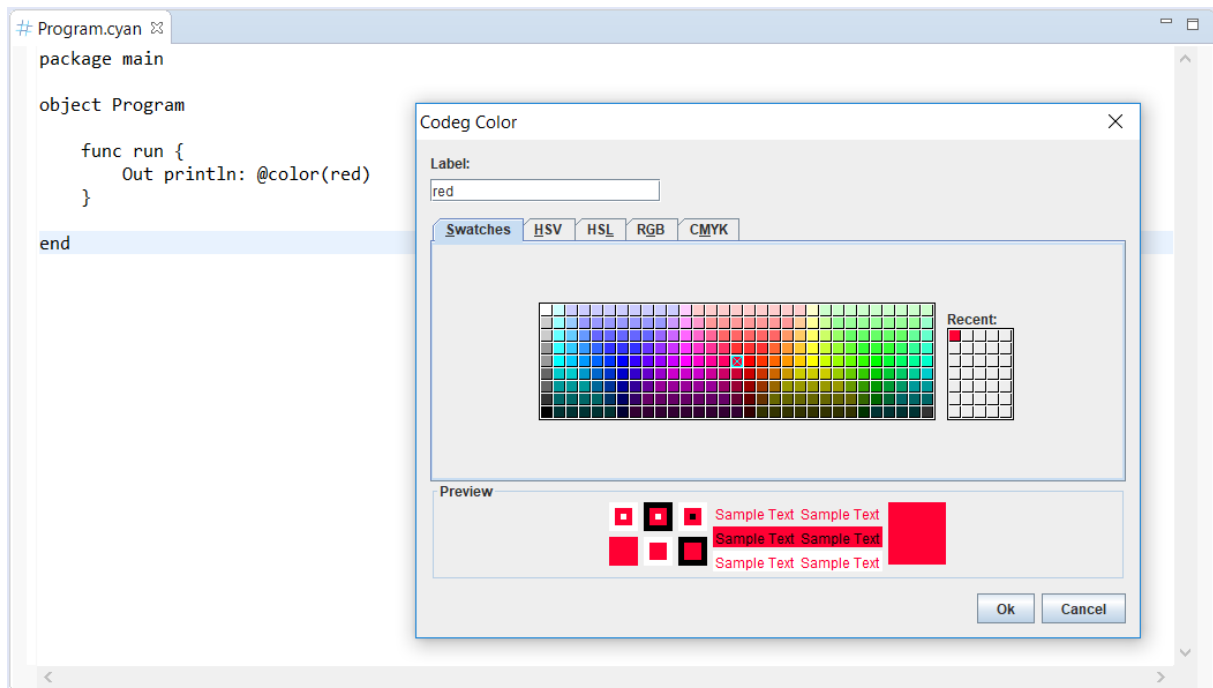 # Program.cyan
package main
object Program
func run {
Out println: @color(red)
}
end
Codeg Color
Label:
red
Swatches HSV HSL RGB CMYK
Recent:
Preview
Sample Text Sample Text
Sample Text Sample Text
Sample Text Sample Text
Ok Cancel